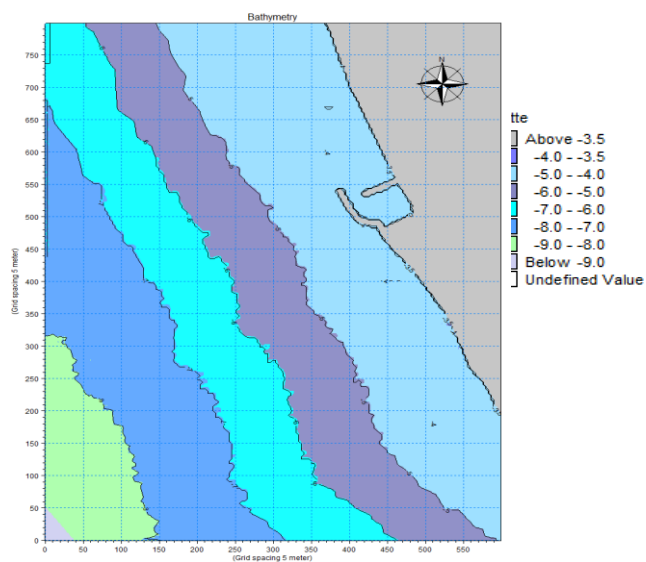 Bathymetry
N
tte
Above -3.5
-4.0 - -3.5
-5.0 - -4.0
-6.0 - -5.0
-7.0 - -6.0
-8.0 - -7.0
-9.0 - -8.0
Below -9.0
Undefined Value
(Grid spacing 5 meter)
750
700
650
600
550
500
450
400
350
300
250
200
150
100
50
0
0 50 100 150 200 250 300 350 400 450 500 550
(Grid spacing 5 meter)